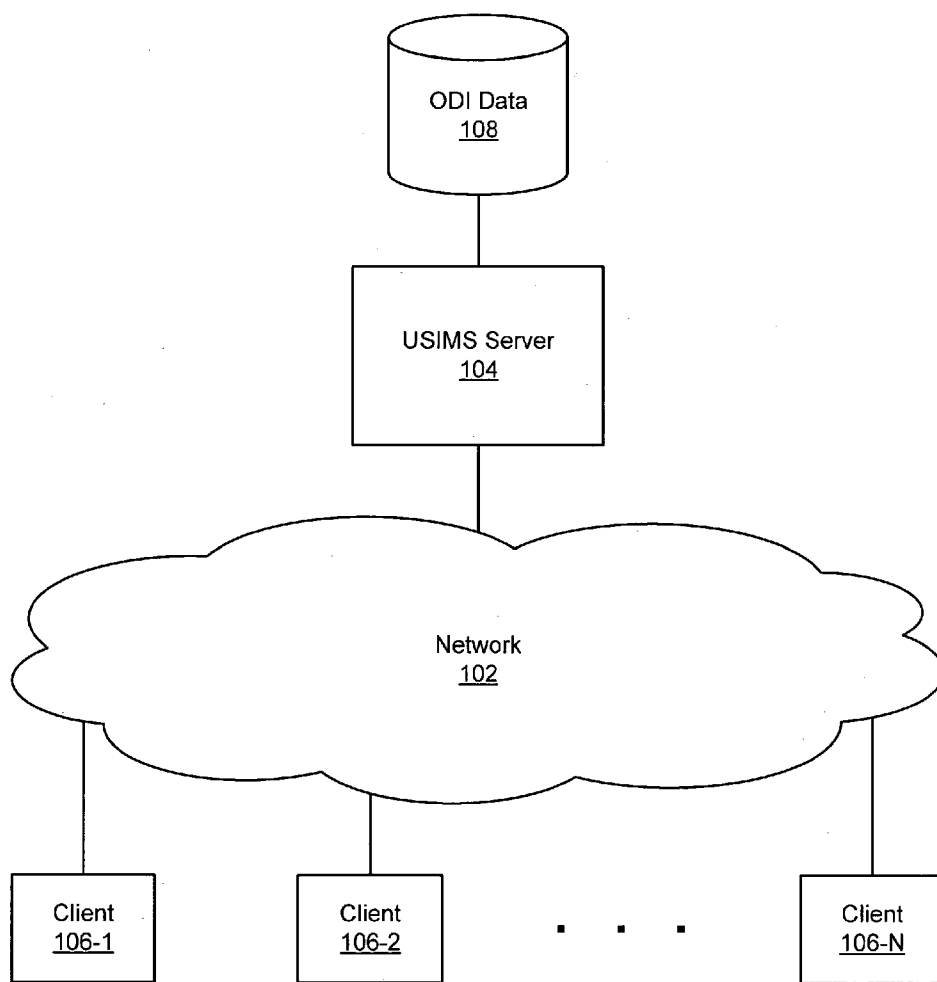 ODI Data
108
USIMS Server
104
Network
102
Client
106-1
Client
106-2
. . .
Client
106-N